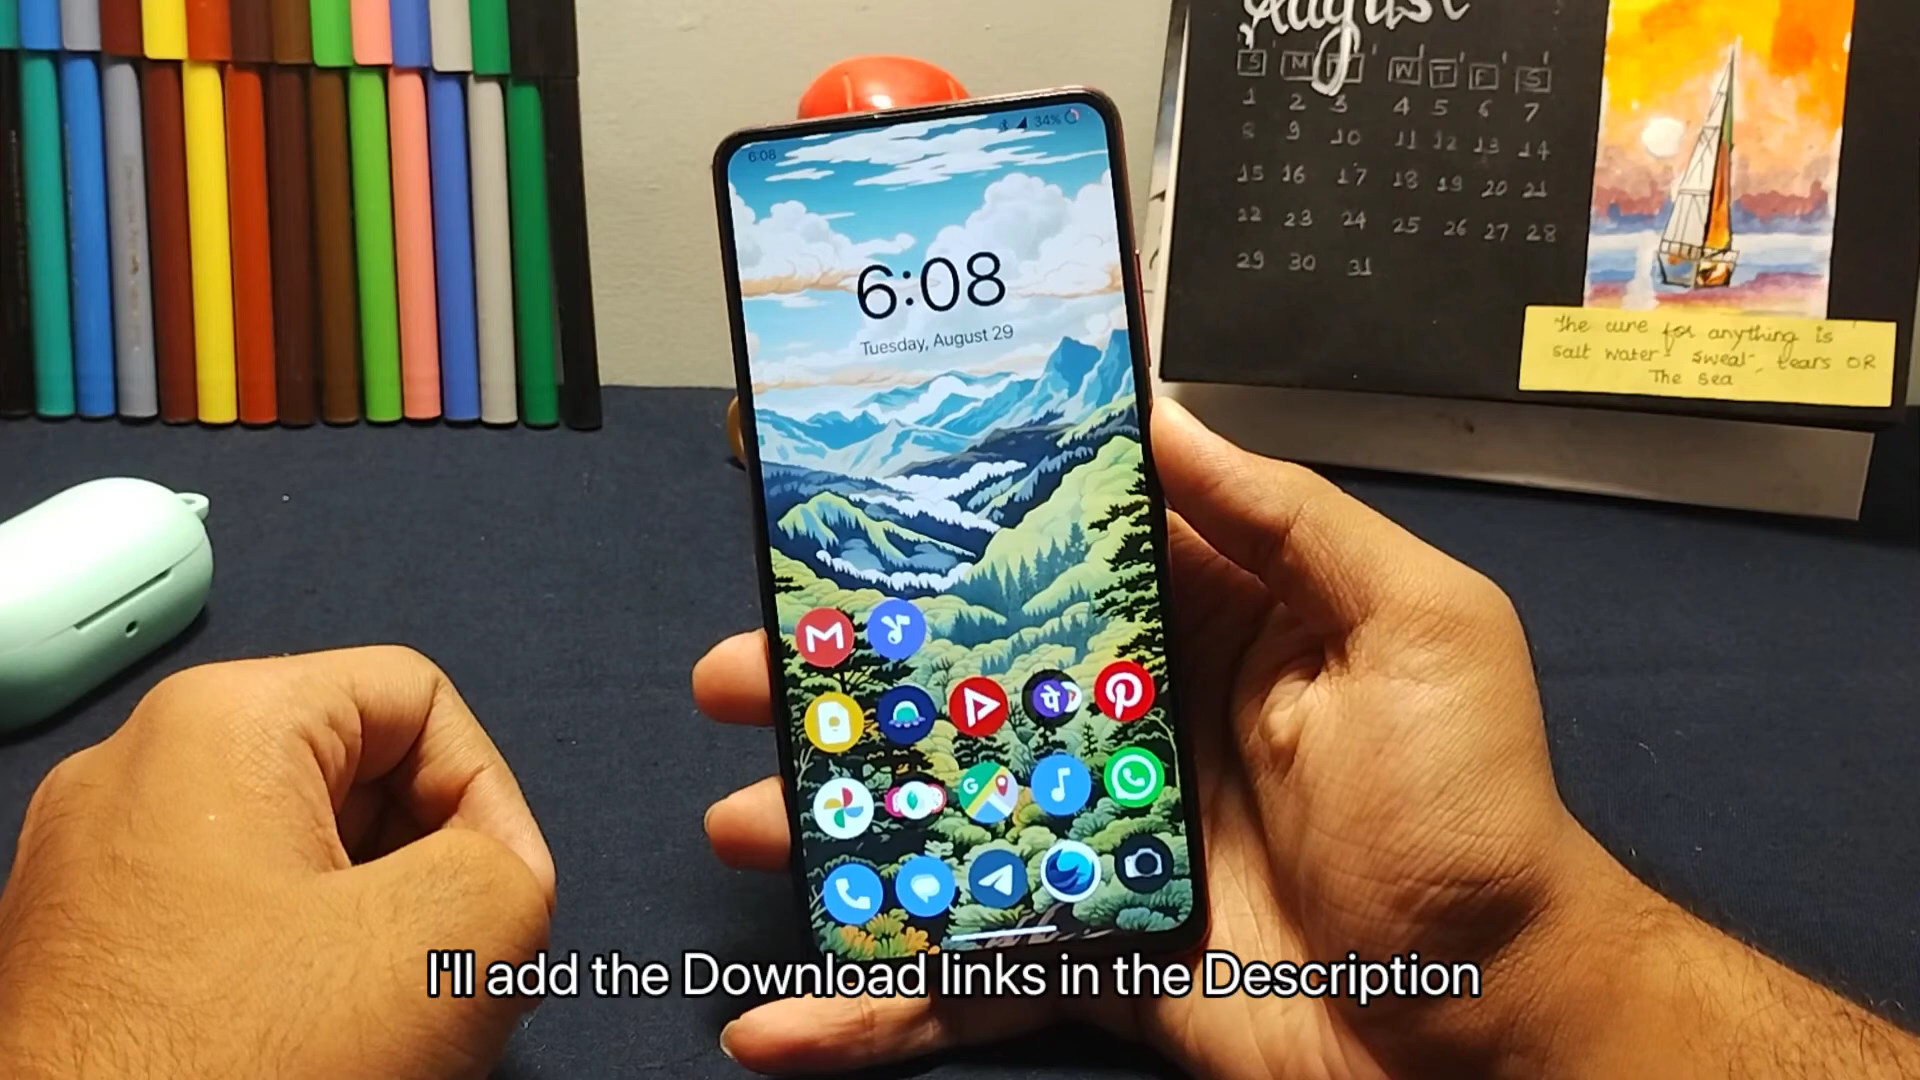 August
S M T W T F S
1 2 3 4 5 6 7
8 9 10 11 12 13 14
15 16 17 18 19 20 21
22 23 24 25 26 27 28
29 30 31
The cure for anything is
salt water - sweat, tears OR
The sea
6:08
34%
6:08
Tuesday, August 29
पे
G
I'll add the Download links in the Description